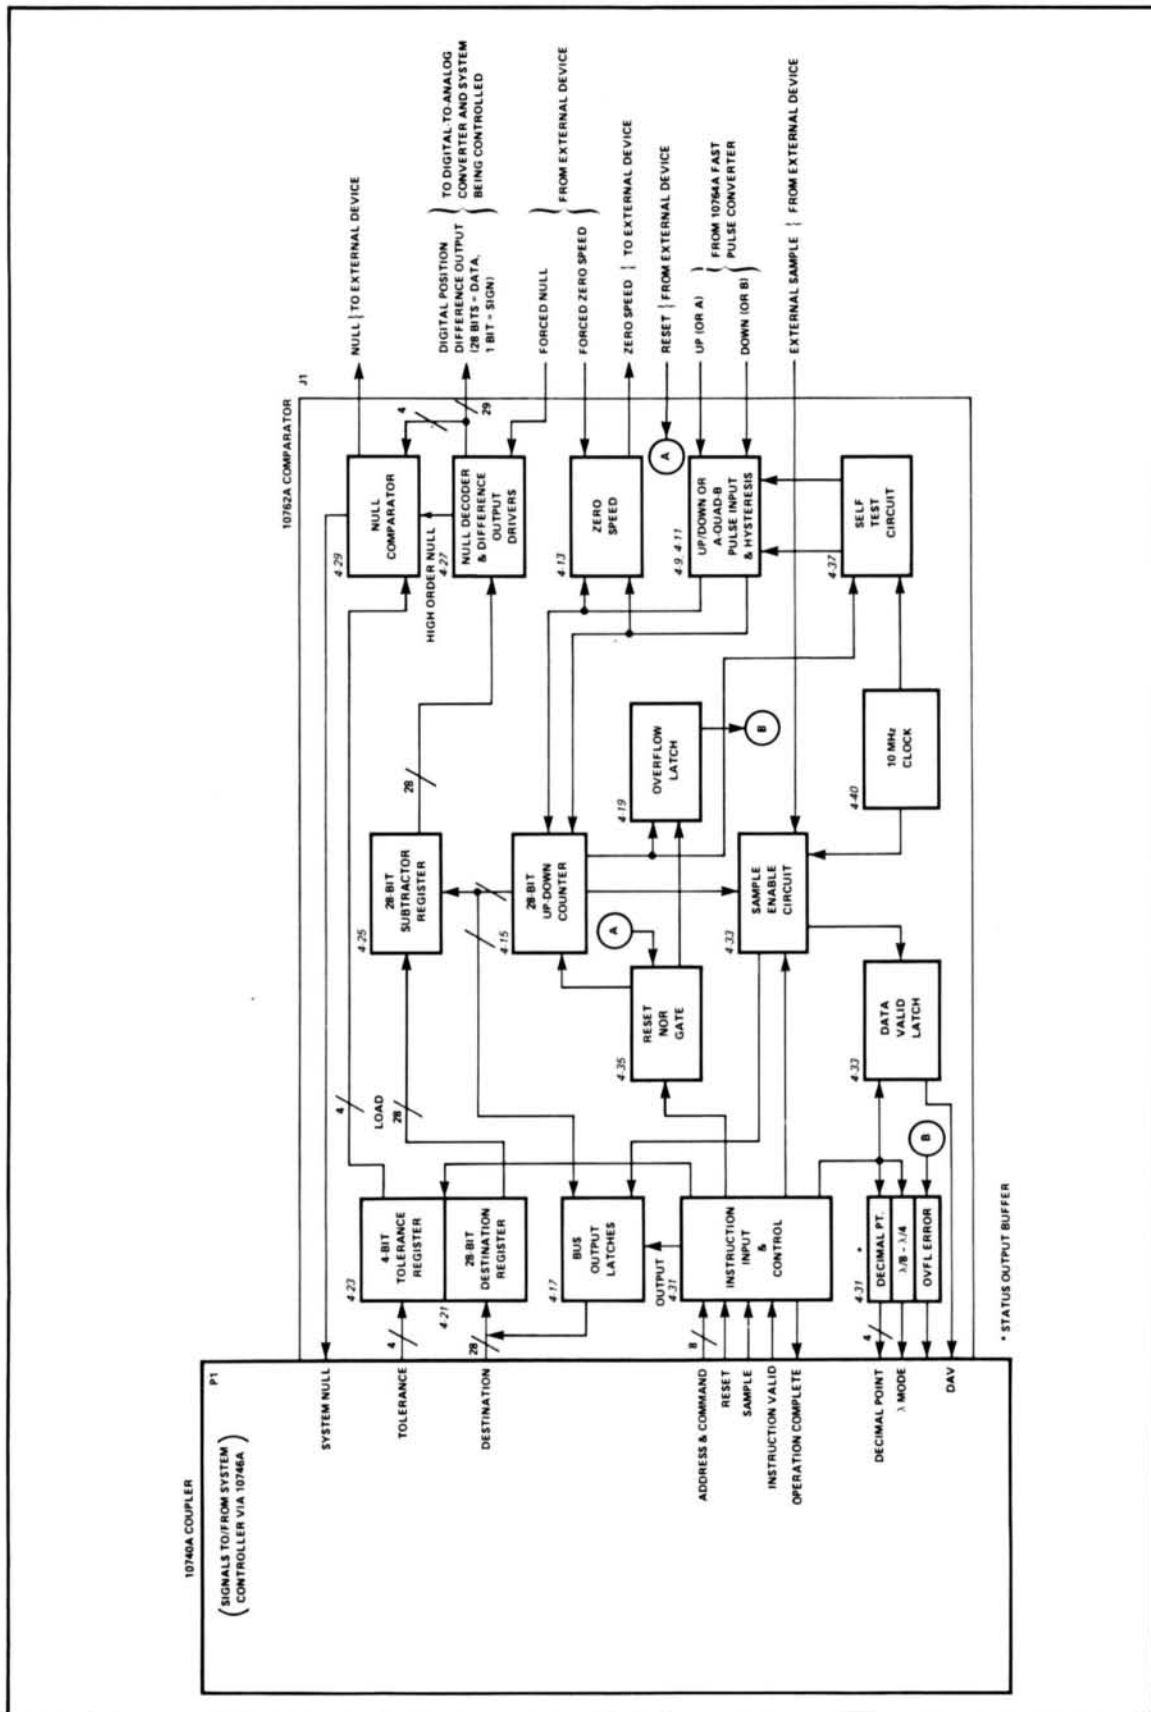 10740A COUPLER
(SIGNALS TO/FROM SYSTEM
CONTROLLER VIA 10746A)
P1
SYSTEM NULL
TOLERANCE
DESTINATION
ADDRESS & COMMAND
RESET
SAMPLE
INSTRUCTION VALID
OPERATION COMPLETE
DECIMAL POINT
λ MODE
DAV
* STATUS OUTPUT BUFFER
10762A COMPARATOR
J1
4
28
8
4
4-23
4-BIT
TOLERANCE
REGISTER
4-21
28-BIT
DESTINATION
REGISTER
4-17
BUS
OUTPUT
LATCHES
OUTPUT
4-31
INSTRUCTION
INPUT
&
CONTROL
4-31
*
DECIMAL PT.
λ/8 - λ/4
OVFL ERROR
B
4
LOAD
28
4-25
28-BIT
SUBTRACTOR
REGISTER
28
4-15
28-BIT
UP-DOWN
COUNTER
A
4-35
RESET
NOR
GATE
4-33
SAMPLE
ENABLE
CIRCUIT
4-33
DATA
VALID
LATCH
4-19
OVERFLOW
LATCH
B
4-40
10 MHz
CLOCK
4-29
NULL
COMPARATOR
HIGH ORDER NULL
4-27
NULL DECODER
& DIFFERENCE
OUTPUT
DRIVERS
4
29
4-13
ZERO
SPEED
A
4-9, 4-11
UP/DOWN OR
A-QUAD-B
PULSE INPUT
& HYSTERESIS
4-37
SELF
TEST
CIRCUIT
NULL } TO EXTERNAL DEVICE
DIGITAL POSITION
DIFFERENCE OUTPUT
(28 BITS = DATA,
1 BIT = SIGN)
TO DIGITAL-TO-ANALOG
CONVERTER AND SYSTEM
BEING CONTROLLED
FORCED NULL
FORCED ZERO SPEED
FROM EXTERNAL DEVICE
ZERO SPEED } TO EXTERNAL DEVICE
RESET } FROM EXTERNAL DEVICE
UP (OR A)
DOWN (OR B)
FROM 10764A FAST
PULSE CONVERTER
EXTERNAL SAMPLE } FROM EXTERNAL DEVICE